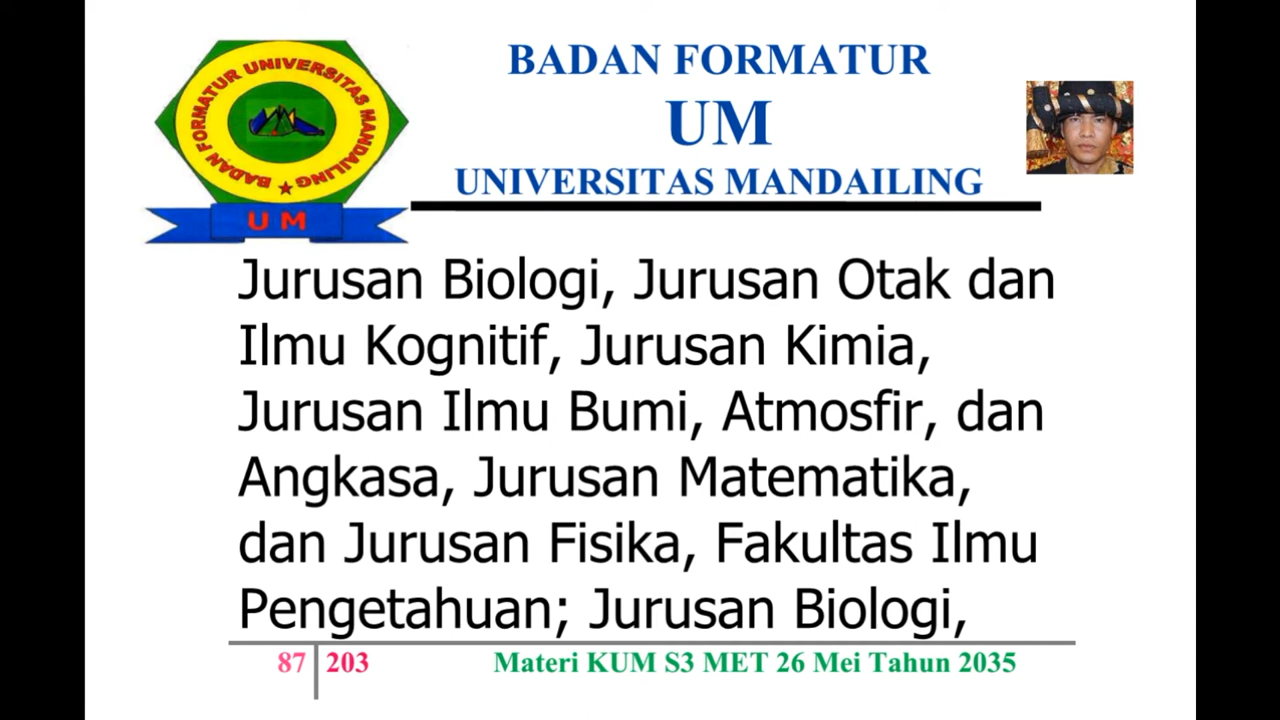 BADAN FORMATUR UNIVERSITAS MANDAILING
U M
BADAN FORMATUR
UM
UNIVERSITAS MANDAILING
Jurusan Biologi, Jurusan Otak dan
Ilmu Kognitif, Jurusan Kimia,
Jurusan Ilmu Bumi, Atmosfir, dan
Angkasa, Jurusan Matematika,
dan Jurusan Fisika, Fakultas Ilmu
Pengetahuan; Jurusan Biologi,
87 203 Materi KUM S3 MET 26 Mei Tahun 2035